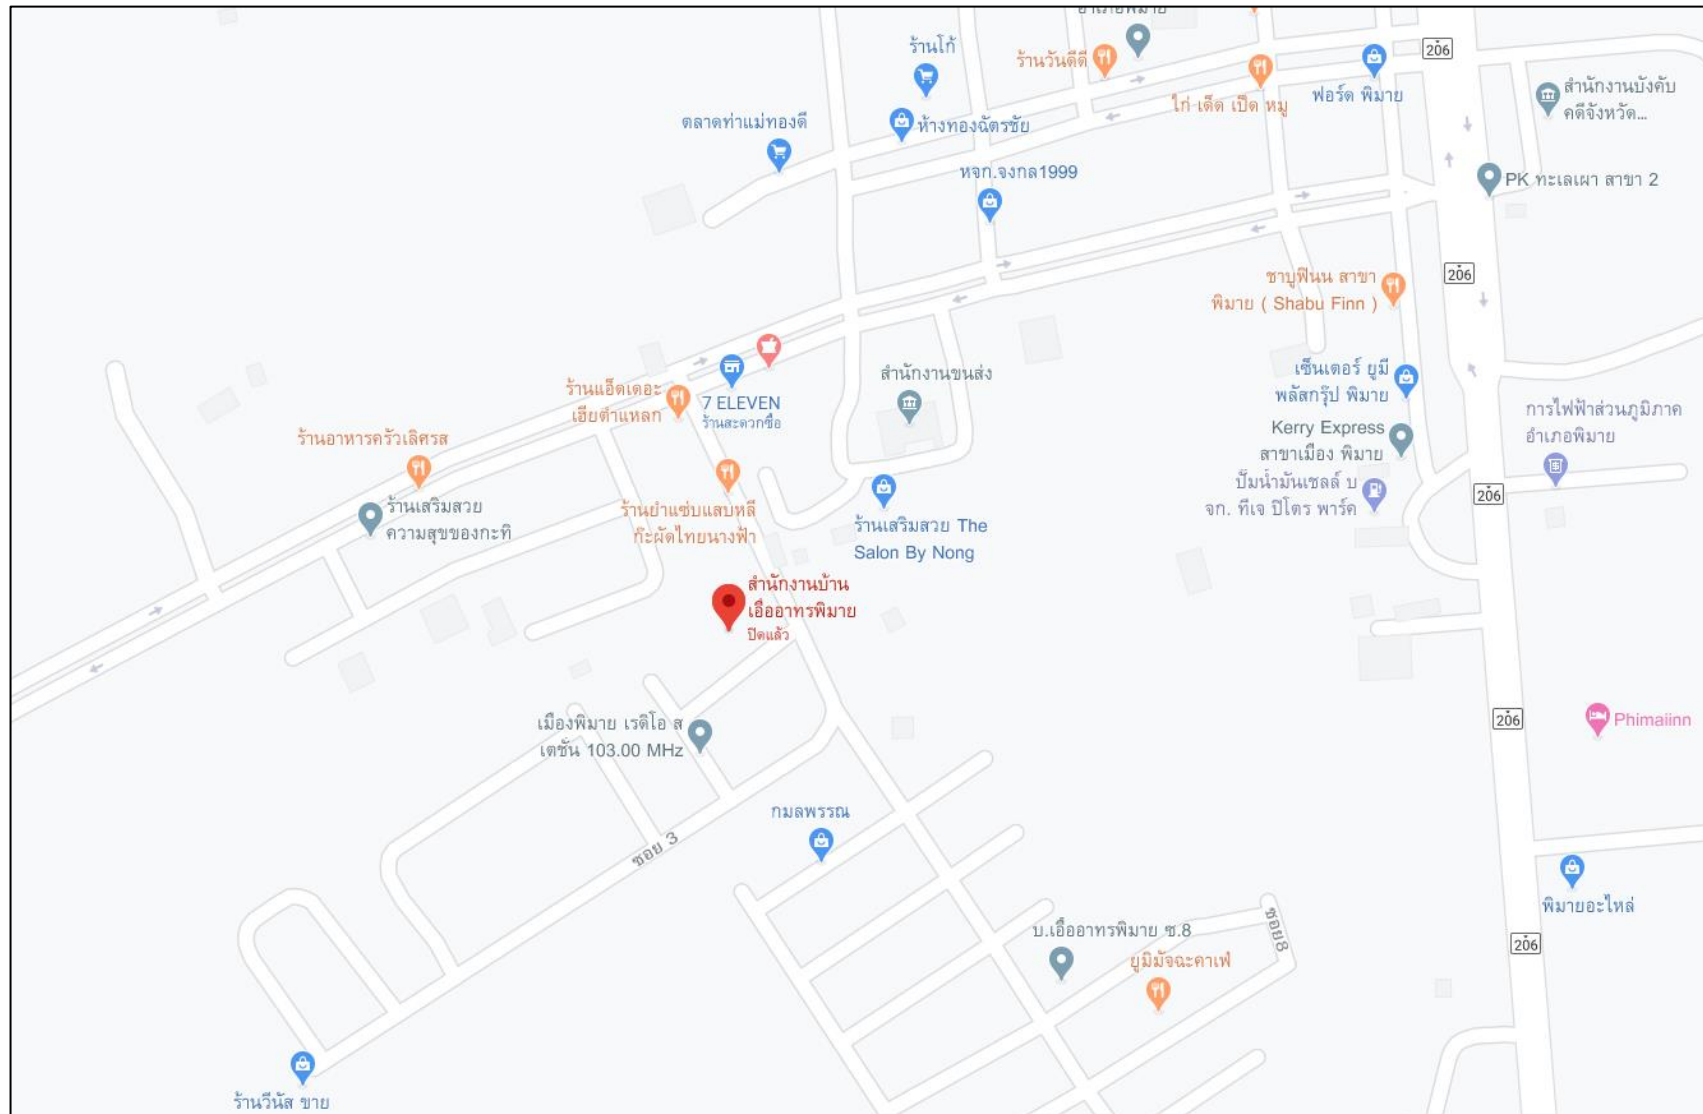 อำเภอพิมาย
ร้านโก้
ร้านวันดีดี
206
ไก่ เด็ด เป็ด หมู
ฟอร์ด พิมาย
สำนักงานบังคับ
คดีจังหวัด...
ตลาดท่าแม่ทองดี
ห้างทองฉัตรชัย
หจก.จงกล1999
PK ทะเลเผา สาขา 2
206
ชาบูฟินน สาขา
พิมาย ( Shabu Finn )
7 ELEVEN
ร้านสะดวกซื้อ
สำนักงานขนส่ง
ร้านแอ็ดเดอะ
เฮียตำแหลก
เซ็นเตอร์ ยูมี
พลัสกรุ๊ป พิมาย
การไฟฟ้าส่วนภูมิภาค
อำเภอพิมาย
ร้านอาหารครัวเลิศรส
Kerry Express
สาขาเมือง พิมาย
ปั๊มน้ำมันเชลล์ บ
จก. ทีเจ ปิโตร พาร์ค
206
ร้านเสริมสวย
ความสุขของกะทิ
ร้านยำแซ่บแสบหลี
กิะผัดไทยนางฟ้า
ร้านเสริมสวย The
Salon By Nong
สำนักงานบ้าน
เอื้ออาทรพิมาย
ปิดแล้ว
เมืองพิมาย เรดิโอ ส
เตชั่น 103.00 MHz
206
Phimaiinn
กมลพรรณ
ซอย 3
พิมายอะไหล่
บ.เอื้ออาทรพิมาย ซ.8
ซอย8
206
ยูมิมัจฉะคาเฟ่
ร้านวีนัส ขาย